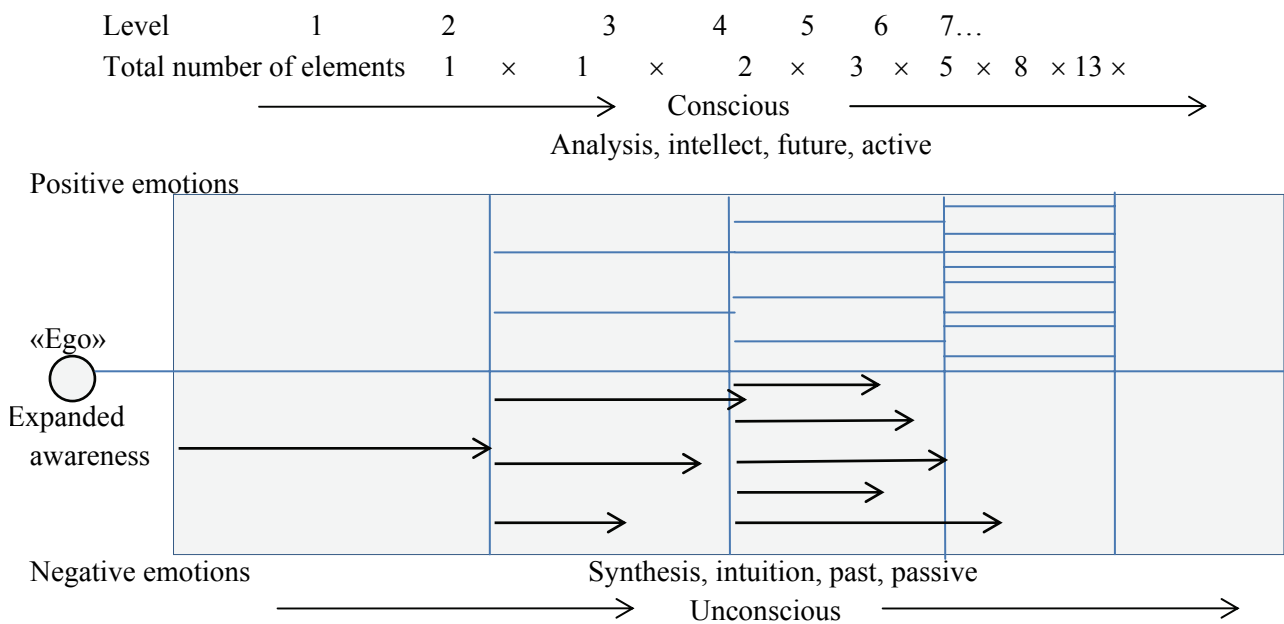 Level 1 2 3 4 5 6 7…
Total number of elements 1 × 1 × 2 × 3 × 5 × 8 × 13 ×
Conscious
Analysis, intellect, future, active
Positive emotions
«Ego»
Expanded
awareness
Negative emotions
Synthesis, intuition, past, passive
Unconscious